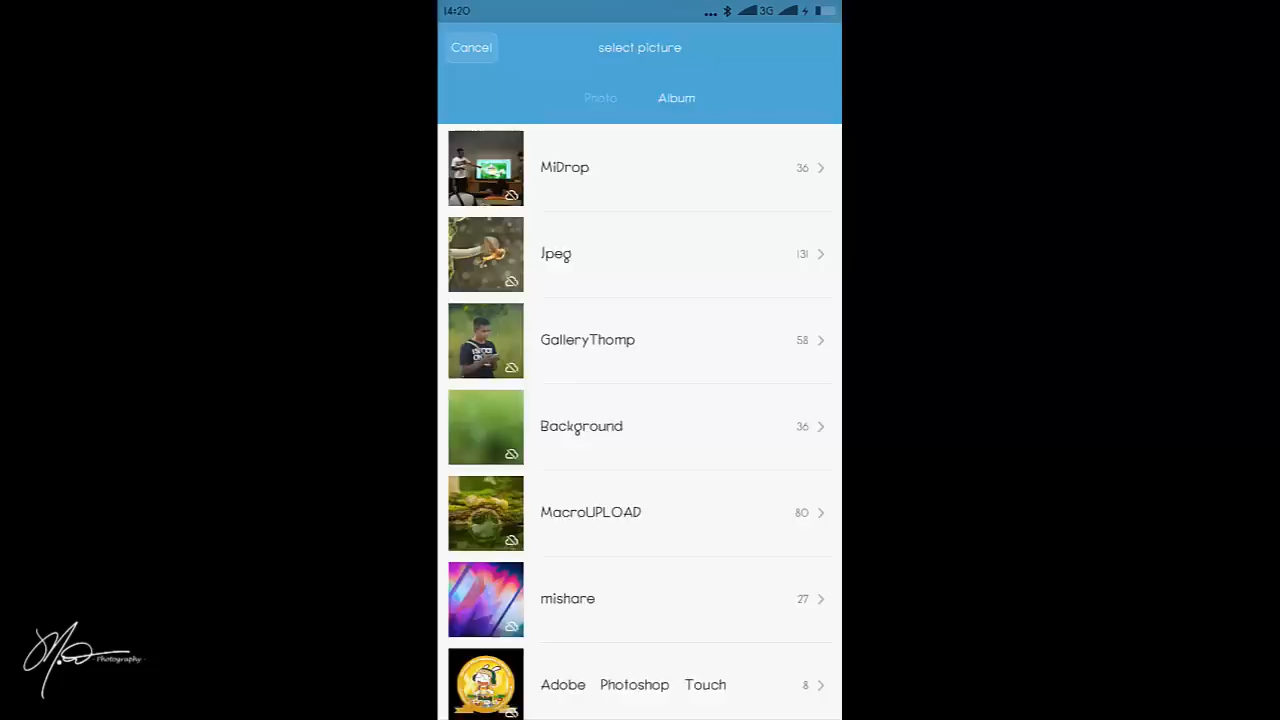 14:20
3G
Cancel
select picture
Photo
Album
MiDrop
36
Jpeg
131
GalleryThomp
58
Background
36
MacroUPLOAD
80
mishare
27
Adobe Photoshop Touch
8
- Photography -